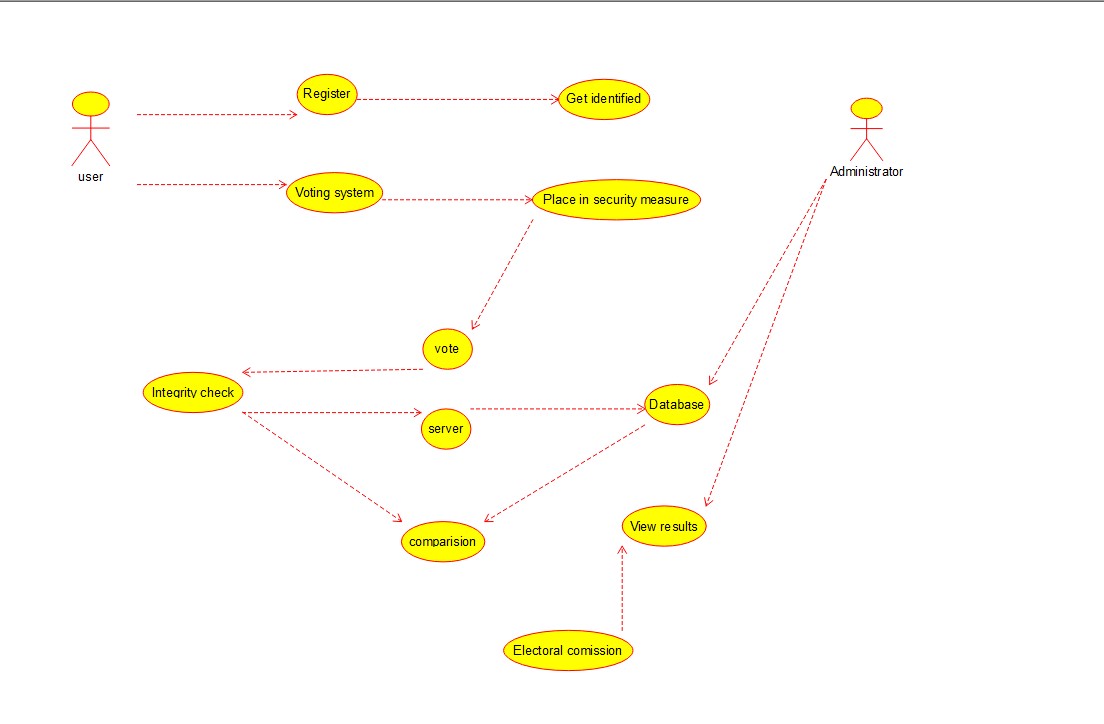 Register
Get identified
user
Administrator
Voting system
Place in security measure
vote
Integrity check
Database
server
View results
comparision
Electoral comission